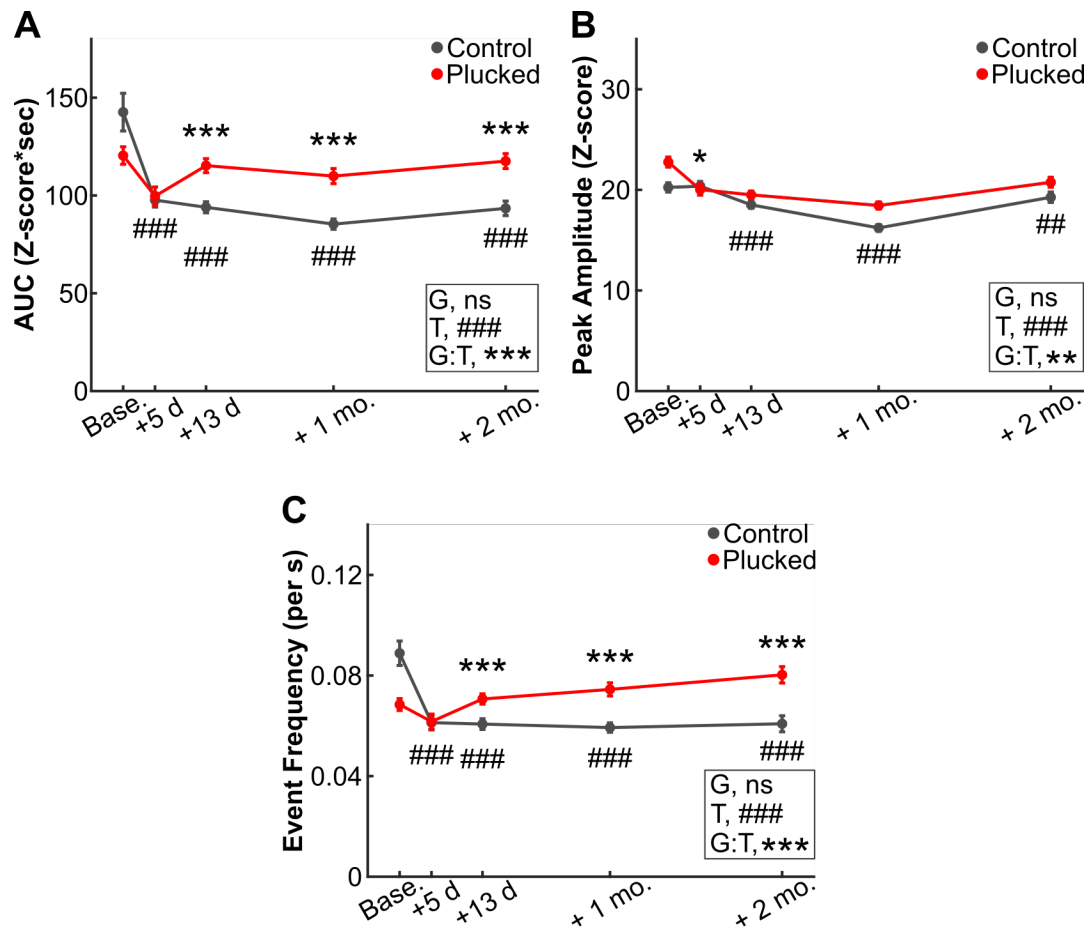 A
AUC (Z-score*sec)
150
100
50
0
Control
Plucked
***
***
***
###
###
###
###
G, ns
T, ###
G:T, ***
Base.
+5 d
+13 d
+ 1 mo.
+ 2 mo.
B
Peak Amplitude (Z-score)
30
20
10
0
Control
Plucked
*
###
###
##
G, ns
T, ###
G:T, **
Base.
+5 d
+13 d
+ 1 mo.
+ 2 mo.
C
Event Frequency (per s)
0.12
0.08
0.04
0
Control
Plucked
***
***
***
###
###
###
###
G, ns
T, ###
G:T, ***
Base.
+5 d
+13 d
+ 1 mo.
+ 2 mo.